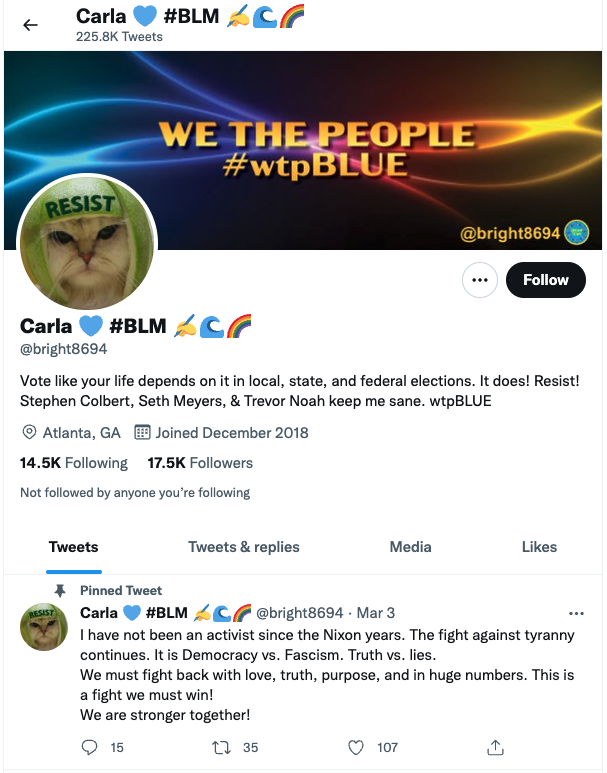 Carla 💙 #BLM ✍️🌊🌈
225.8K Tweets
WE THE PEOPLE
#wtpBLUE
@bright8694
RESIST
Follow
Carla 💙 #BLM ✍️🌊🌈
@bright8694
Vote like your life depends on it in local, state, and federal elections. It does! Resist!
Stephen Colbert, Seth Meyers, & Trevor Noah keep me sane. wtpBLUE
Atlanta, GA Joined December 2018
14.5K Following 17.5K Followers
Not followed by anyone you're following
Tweets Tweets & replies Media Likes
Pinned Tweet
RESIST
Carla 💙 #BLM ✍️🌊🌈 @bright8694 · Mar 3
I have not been an activist since the Nixon years. The fight against tyranny
continues. It is Democracy vs. Fascism. Truth vs. lies.
We must fight back with love, truth, purpose, and in huge numbers. This is
a fight we must win!
We are stronger together!
15 35 107